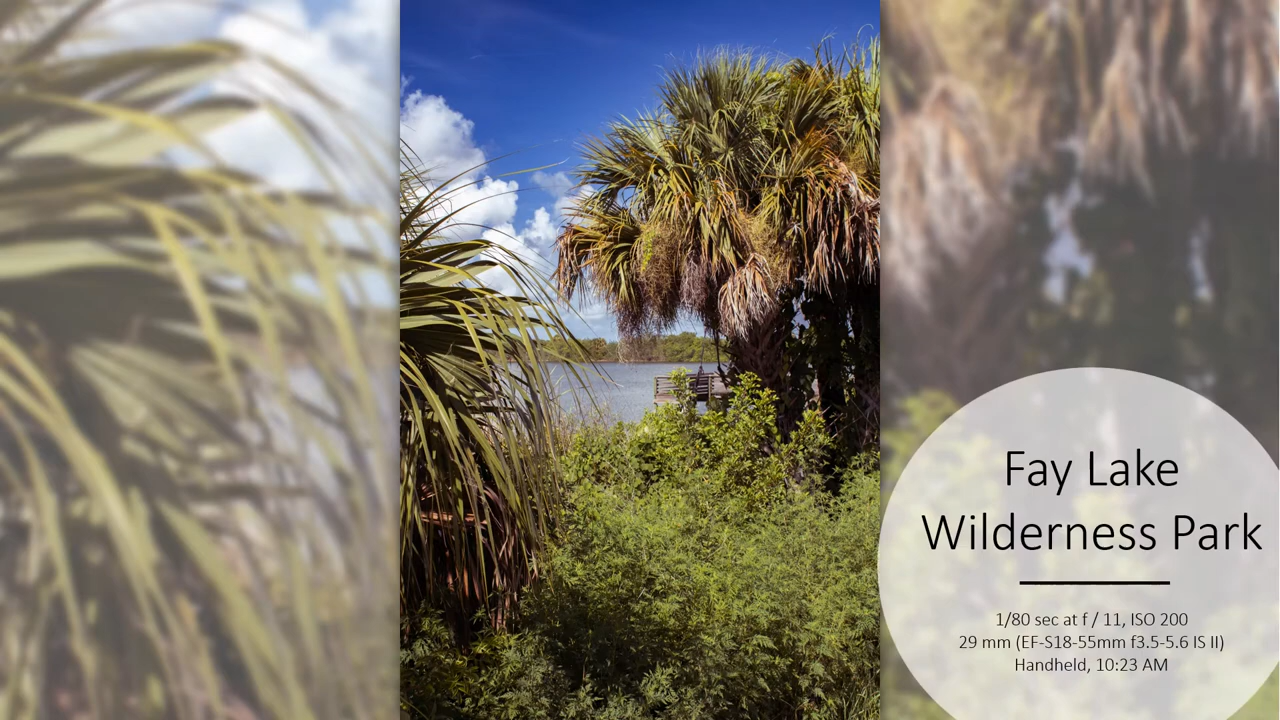 Fay Lake
Wilderness Park
1/80 sec at f / 11, ISO 200
29 mm (EF-S18-55mm f3.5-5.6 IS II)
Handheld, 10:23 AM